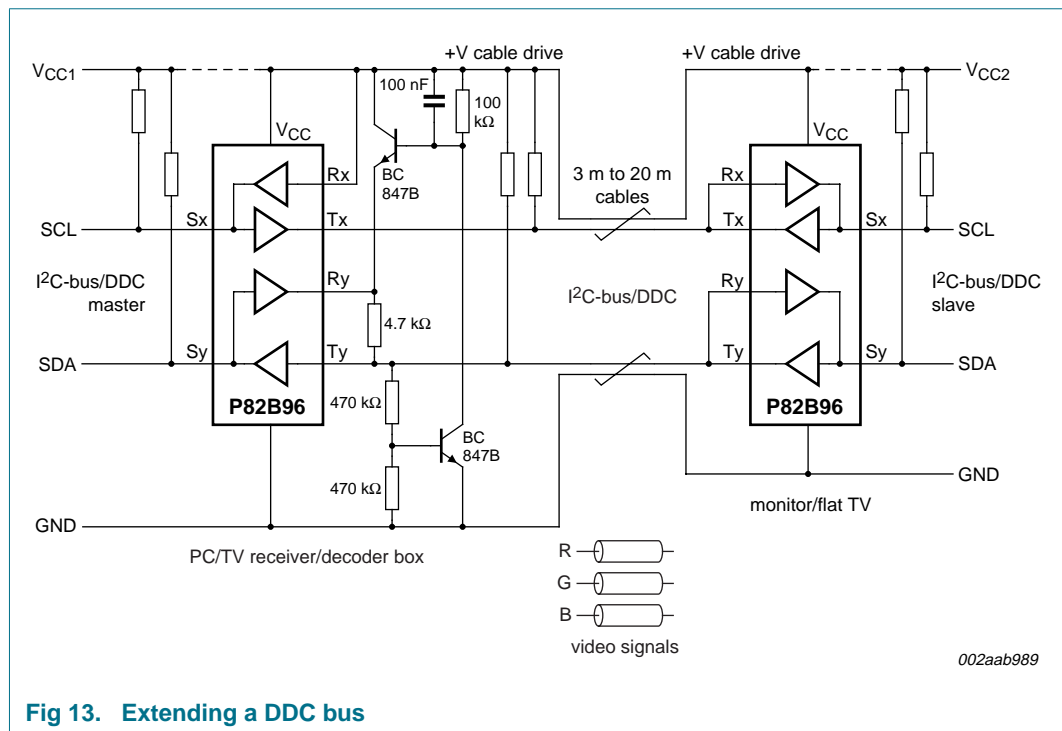 +V cable drive
+V cable drive
VCC1
100 nF
100
kΩ
VCC2
VCC
VCC
Rx
BC
847B
3 m to 20 m
cables
Rx
SCL
Sx
Tx
Tx
Sx
SCL
I2C-bus/DDC
master
Ry
I2C-bus/DDC
Ry
I2C-bus/DDC
slave
4.7 kΩ
SDA
Sy
Ty
Ty
Sy
SDA
P82B96
470 kΩ
BC
847B
P82B96
470 kΩ
GND
monitor/flat TV
GND
PC/TV receiver/decoder box
R
G
B
video signals
002aab989
Fig 13. Extending a DDC bus